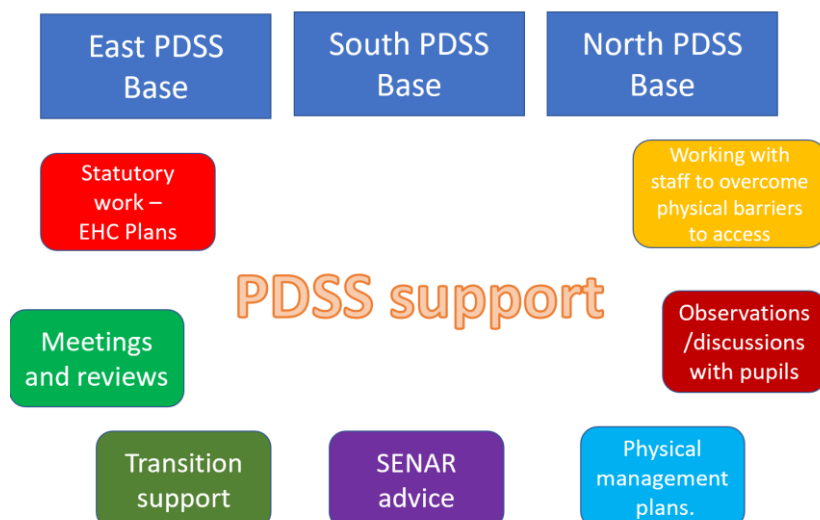 East PDSS
Base
South PDSS
Base
North PDSS
Base
Statutory
work –
EHC Plans
Working with
staff to overcome
physical barriers
to access
PDSS support
Meetings
and reviews
Observations
/discussions
with pupils
Transition
support
SENAR
advice
Physical
management
plans.